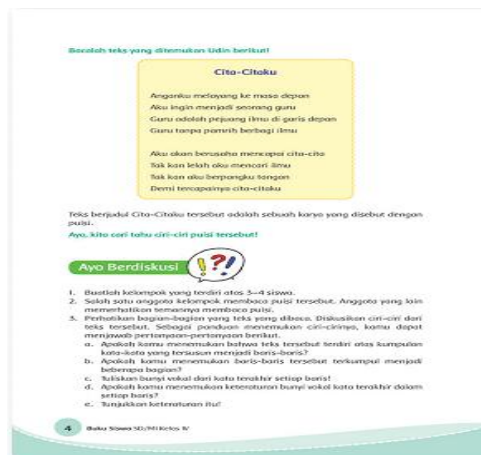 Bacalah teks yang ditemukan Udin berikut!
Cita-Citaku
Anganku melayang ke masa depan
Aku ingin menjadi seorang guru
Guru adalah pejuang ilmu di garis depan
Guru tanpa pamrih berbagi ilmu
Aku akan berusaha mencapai cita-cita
Tak kan lelah aku mencari ilmu
Tak kan aku berpangku tangan
Demi tercapainya cita-citaku
Teks berjudul Cita-Citaku tersebut adalah sebuah karya yang disebut dengan
puisi.
Ayo, kita cari tahu ciri-ciri puisi tersebut!
Ayo Berdiskusi
1. Buatlah kelompok yang terdiri atas 3–4 siswa.
2. Salah satu anggota kelompok membaca puisi tersebut. Anggota yang lain
memerhatikan temannya membaca puisi.
3. Perhatikan bagian-bagian yang teks yang dibaca. Diskusikan ciri-ciri dari
teks tersebut. Sebagai panduan menemukan ciri-cirinya, kamu dapat
menjawab pertanyaan-pertanyaan berikut.
a. Apakah kamu menemukan bahwa teks tersebut terdiri atas kumpulan
kata-kata yang tersusun menjadi baris-baris?
b. Apakah kamu menemukan baris-baris tersebut terkumpul menjadi
beberapa bagian?
c. Tuliskan bunyi vokal dari kata terakhir setiap baris!
d. Apakah kamu menemukan keteraturan bunyi vokal kata terakhir dalam
setiap baris?
e. Tunjukkan keteraturan itu!
4 Buku Siswa SD/MI Kelas IV